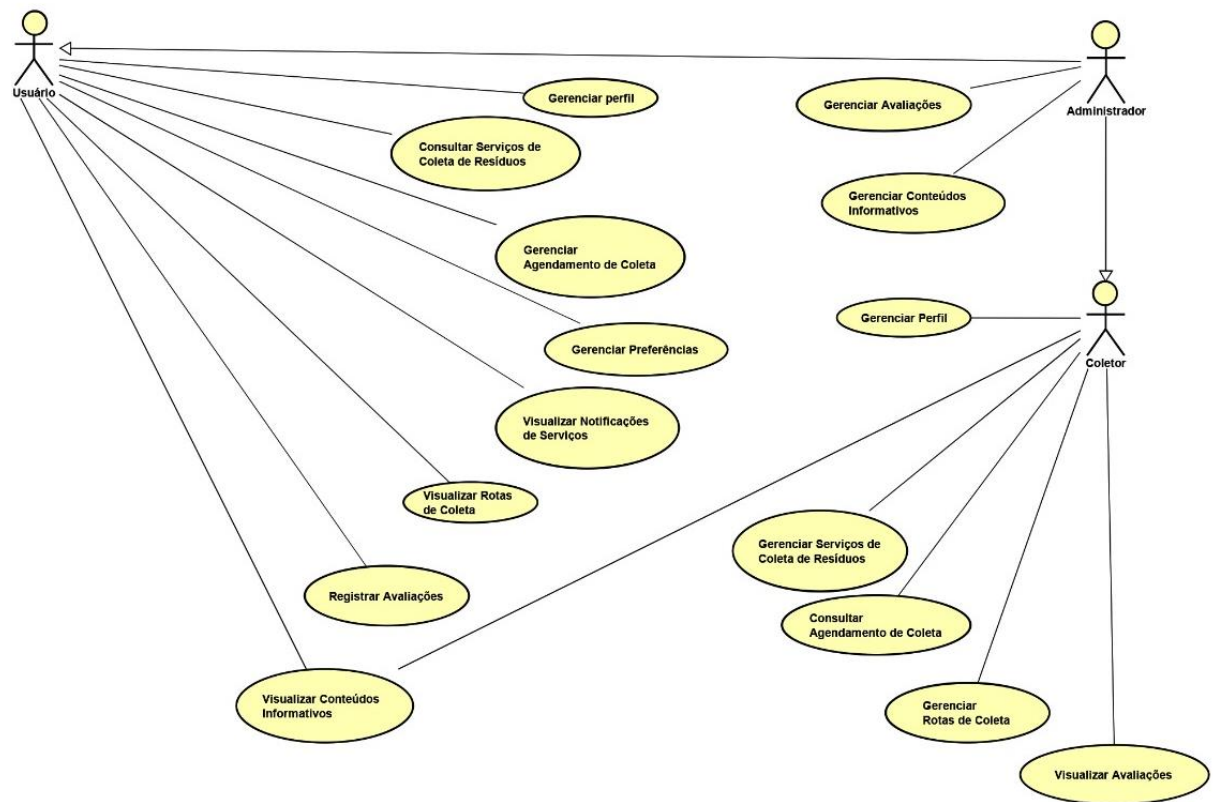 Usuário
Administrador
Gerenciar perfil
Gerenciar Avaliações
Consultar Serviços de
Coleta de Resíduos
Gerenciar Conteúdos
Informativos
Gerenciar
Agendamento de Coleta
Gerenciar Perfil
Coletor
Gerenciar Preferências
Visualizar Notificações
de Serviços
Visualizar Rotas
de Coleta
Gerenciar Serviços de
Coleta de Resíduos
Registrar Avaliações
Consultar
Agendamento de Coleta
Visualizar Conteúdos
Informativos
Gerenciar
Rotas de Coleta
Visualizar Avaliações